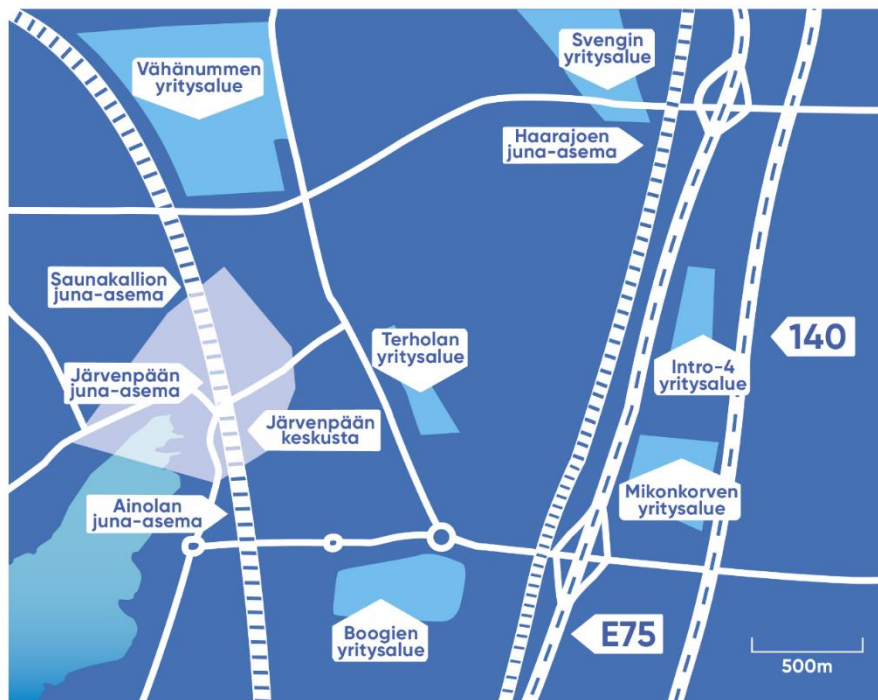 Svengin
yritysalue
Vähänummen
yritysalue
Haarajoen
juna-asema
Saunakallion
juna-asema
140
Terholan
yritysalue
Intro-4
yritysalue
Järvenpään
juna-asema
Järvenpään
keskusta
Mikonkorven
yritysalue
Ainolan
juna-asema
Boogien
yritysalue
E75
500m